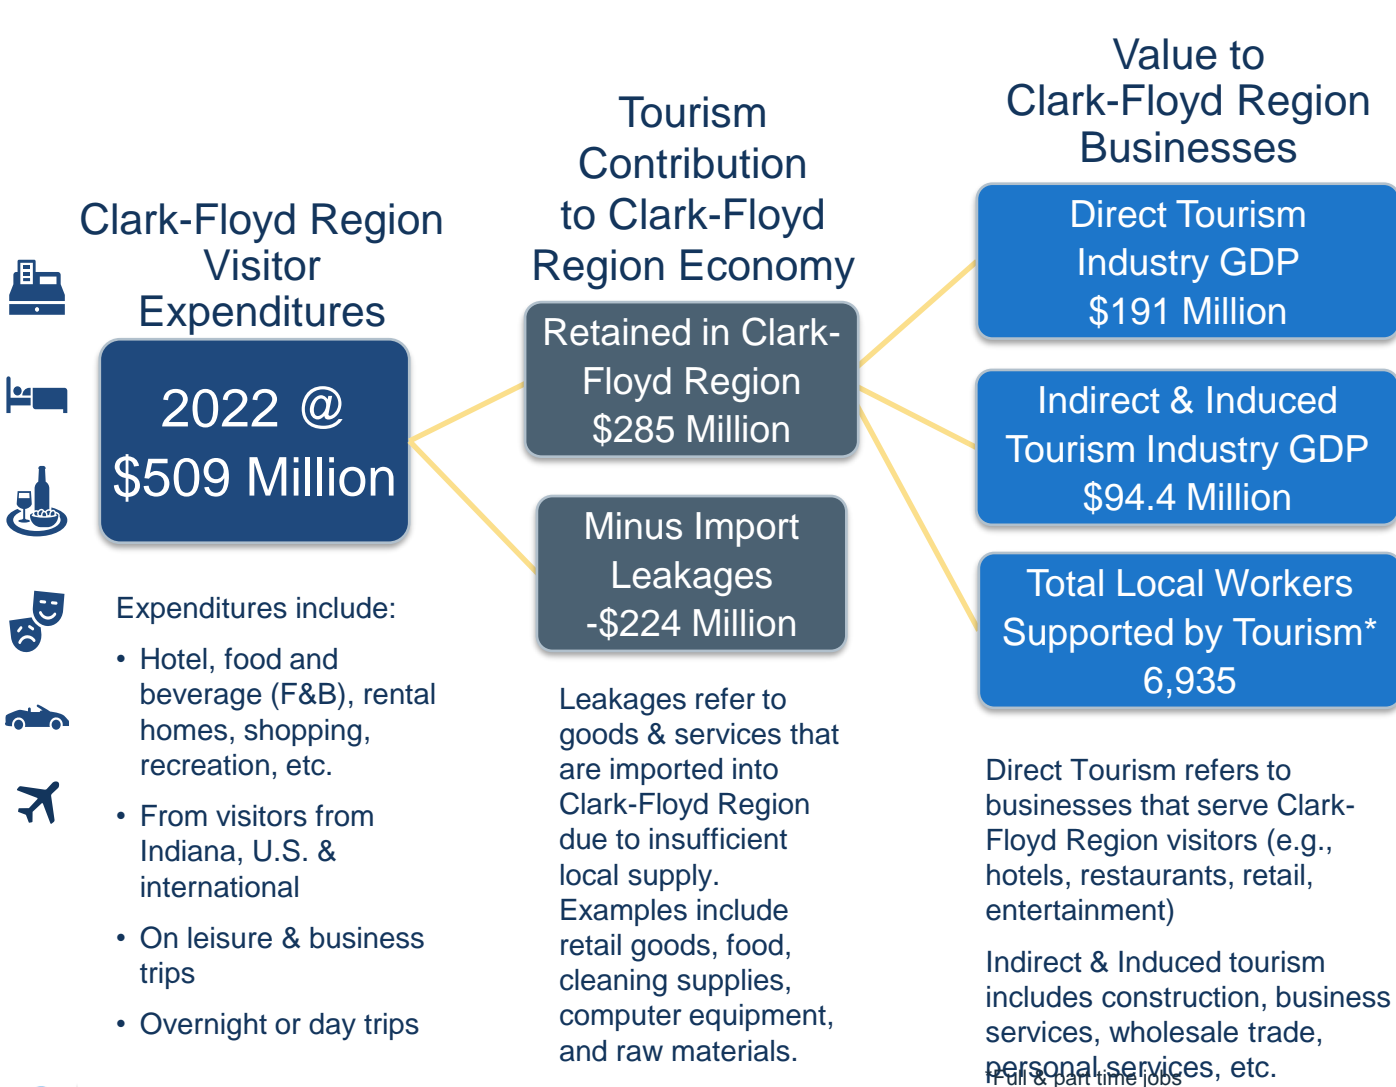 Clark-Floyd Region
Visitor
Expenditures
2022 @
$509 Million
Expenditures include:
• Hotel, food and
beverage (F&B), rental
homes, shopping,
recreation, etc.
• From visitors from
Indiana, U.S. &
international
• On leisure & business
trips
• Overnight or day trips
Tourism
Contribution
to Clark-Floyd
Region Economy
Retained in Clark-
Floyd Region
$285 Million
Minus Import
Leakages
-$224 Million
Leakages refer to
goods & services that
are imported into
Clark-Floyd Region
due to insufficient
local supply.
Examples include
retail goods, food,
cleaning supplies,
computer equipment,
and raw materials.
Value to
Clark-Floyd Region
Businesses
Direct Tourism
Industry GDP
$191 Million
Indirect & Induced
Tourism Industry GDP
$94.4 Million
Total Local Workers
Supported by Tourism*
6,935
Direct Tourism refers to
businesses that serve Clark-
Floyd Region visitors (e.g.,
hotels, restaurants, retail,
entertainment)
Indirect & Induced tourism
includes construction, business
services, wholesale trade,
personal services, etc.
*Full & part time jobs